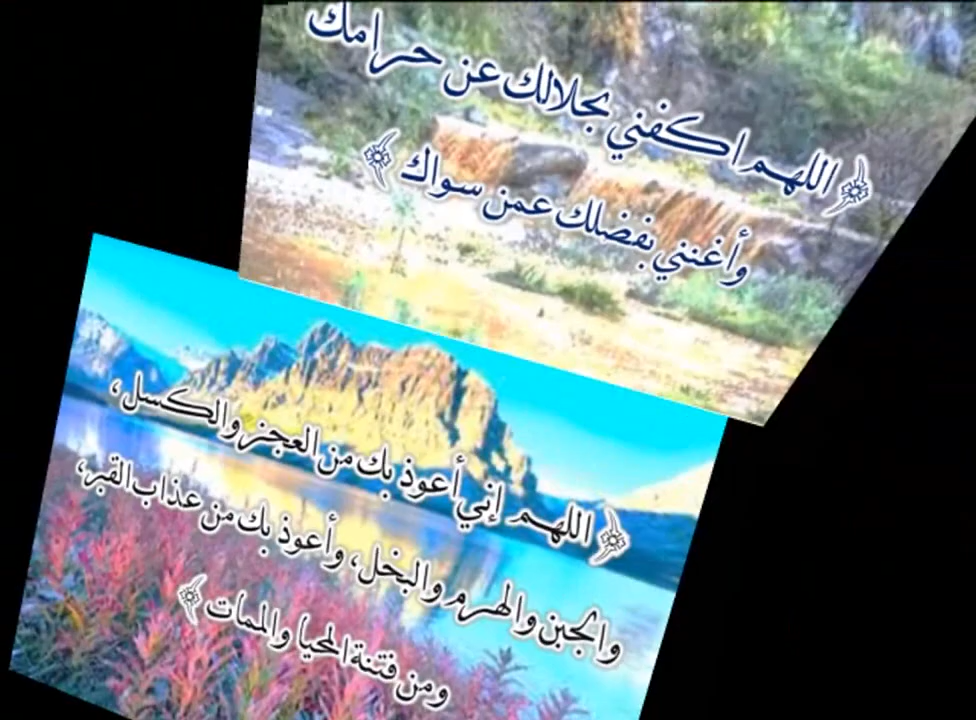 ﴿ اللهم اكفني بجلالك عن حرامك
وأغنني بفضلك عمن سواك ﴾
﴿ اللهم إني أعوذ بك من العجز والكسل،
والجبن والهرم والبخل، وأعوذ بك من عذاب القبر،
ومن فتنة المحيا والممات ﴾